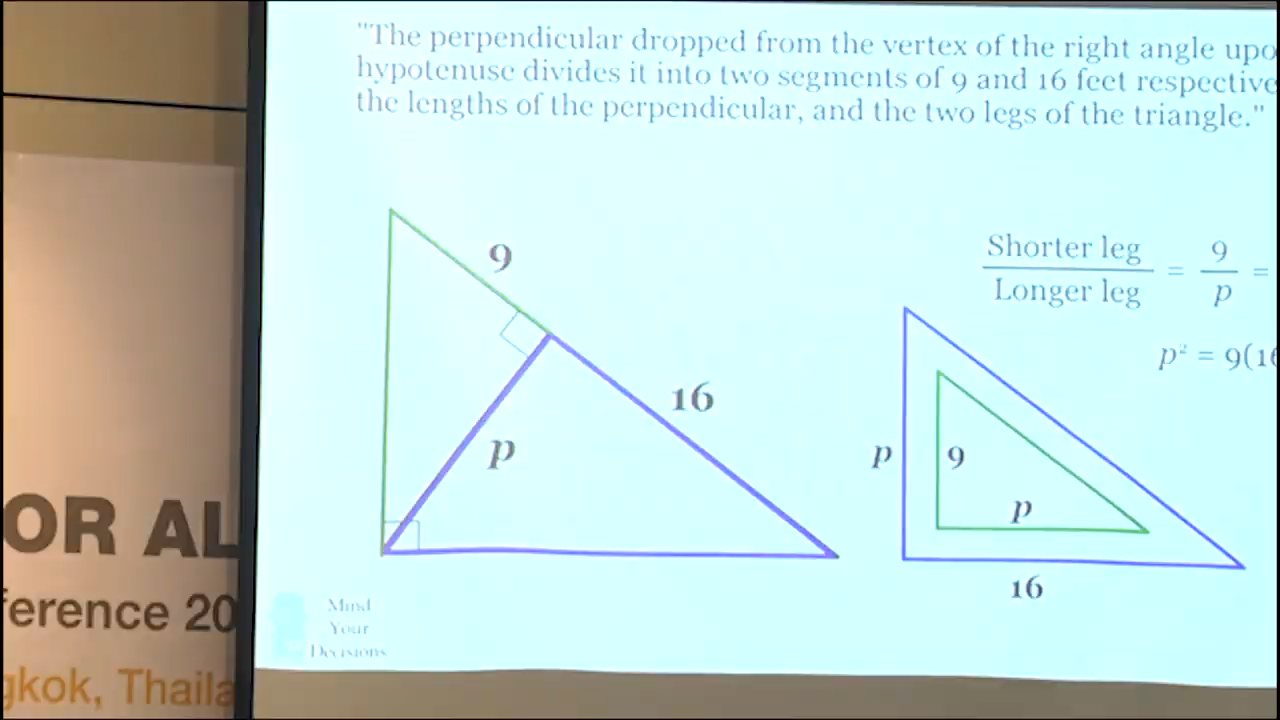 "The perpendicular dropped from the vertex of the right angle upo
hypotenuse divides it into two segments of 9 and 16 feet respective
the lengths of the perpendicular, and the two legs of the triangle."
9
16
p
Shorter leg
Longer leg
= 9/p =
p² = 9(16
p
9
p
16
Mind
Your
Decisions
OR AL
ference 20
gkok, Thaila